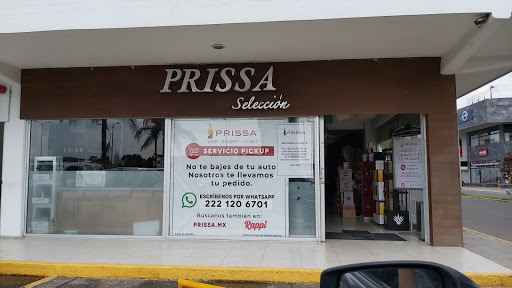 PRISSA
Selección
PRISSA
SERVICIO PICKUP
No te bajes de tu auto
Nosotros te llevamos
tu pedido.
ESCRÍBENOS POR WHATSAPP
222 120 6701
Búscanos también en:
PRISSA.MX Rappi